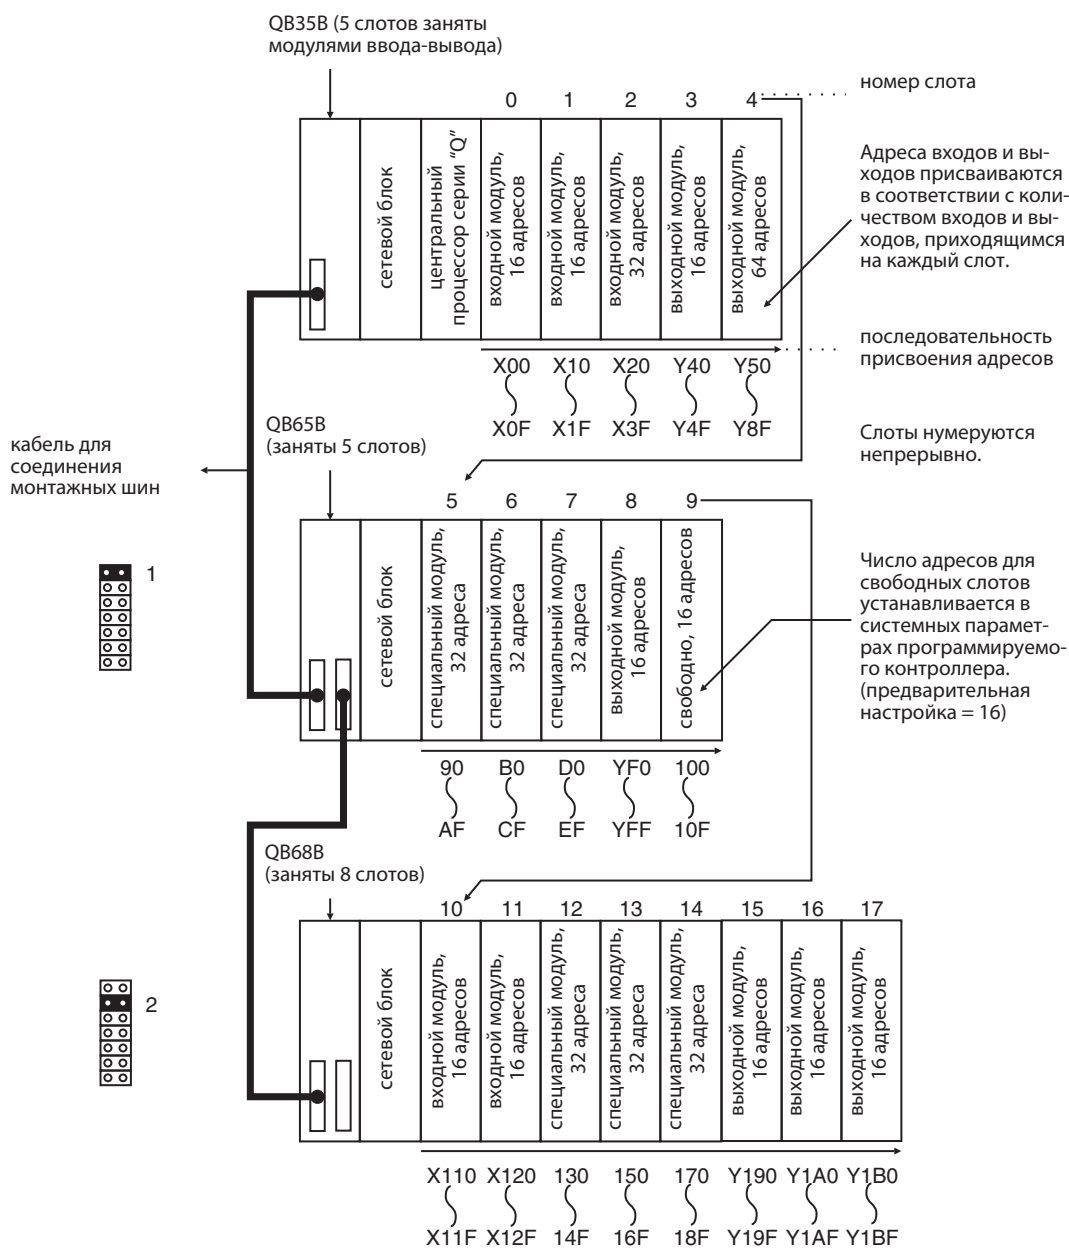 QB35B (5 слотов заняты
модулями ввода-вывода)
номер слота
0 1 2 3 4
сетевой блок
центральный
процессор серии "Q"
входной модуль,
16 адресов
входной модуль,
16 адресов
входной модуль,
32 адресов
выходной модуль,
16 адресов
выходной модуль,
64 адресов
Адреса входов и вы-
ходов присваиваются
в соответствии с коли-
чеством входов и вы-
ходов, приходящимся
на каждый слот.
последовательность
присвоения адресов
X00 X10 X20 Y40 Y50
X0F X1F X3F Y4F Y8F
Слоты нумеруются
непрерывно.
кабель для
соединения
монтажных шин
QB65B
(заняты 5 слотов)
5 6 7 8 9
1
сетевой блок
специальный модуль,
32 адреса
специальный модуль,
32 адреса
специальный модуль,
32 адреса
выходной модуль,
16 адресов
свободно, 16 адресов
Число адресов для
свободных слотов
устанавливается в
системных парамет-
рах программируемо-
го контроллера.
(предварительная
настройка = 16)
90 B0 D0 YF0 100
AF CF EF YFF 10F
QB68B
(заняты 8 слотов)
10 11 12 13 14 15 16 17
2
сетевой блок
входной модуль,
16 адресов
входной модуль,
16 адресов
специальный модуль,
32 адреса
специальный модуль,
32 адреса
специальный модуль,
32 адреса
выходной модуль,
16 адресов
выходной модуль,
16 адресов
выходной модуль,
16 адресов
X110 X120 130 150 170 Y190 Y1A0 Y1B0
X11F X12F 14F 16F 18F Y19F Y1AF Y1BF